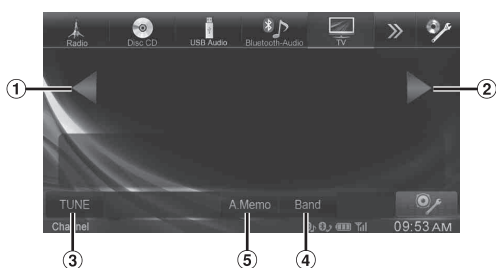 Radio Disc CD USB Audio Bluetooth-Audio TV
1 2
TUNE A.Memo Band
Channel 09:53 AM
3 5 4